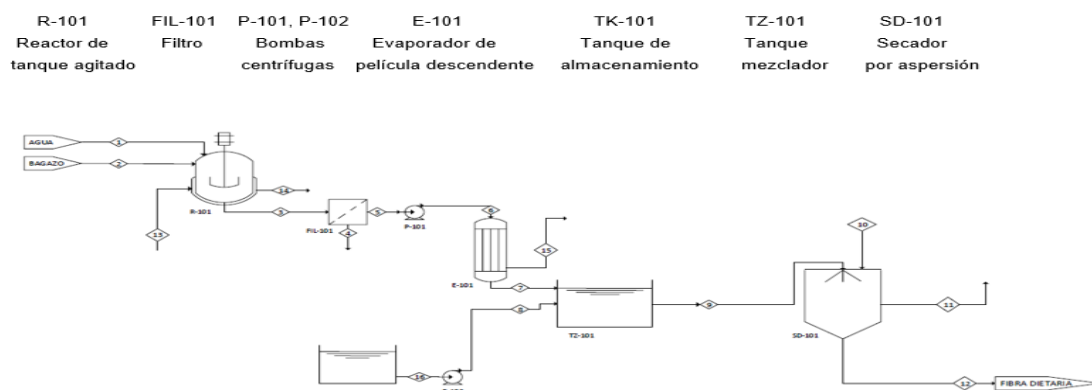 R-101 FIL-101 P-101, P-102 E-101 TK-101 TZ-101 SD-101
Reactor de Filtro Bombas Evaporador de Tanque de Tanque Secador
tanque agitado centrífugas película descendente almacenamiento mezclador por aspersión
AGUA 1
BAGAZO 2
14
R-101
13
3
FIL-101
4
5
P-101
6
15
E-101
7
8
TZ-101
9
10
SD-101
11
16
12 FIBRA DIETARIA